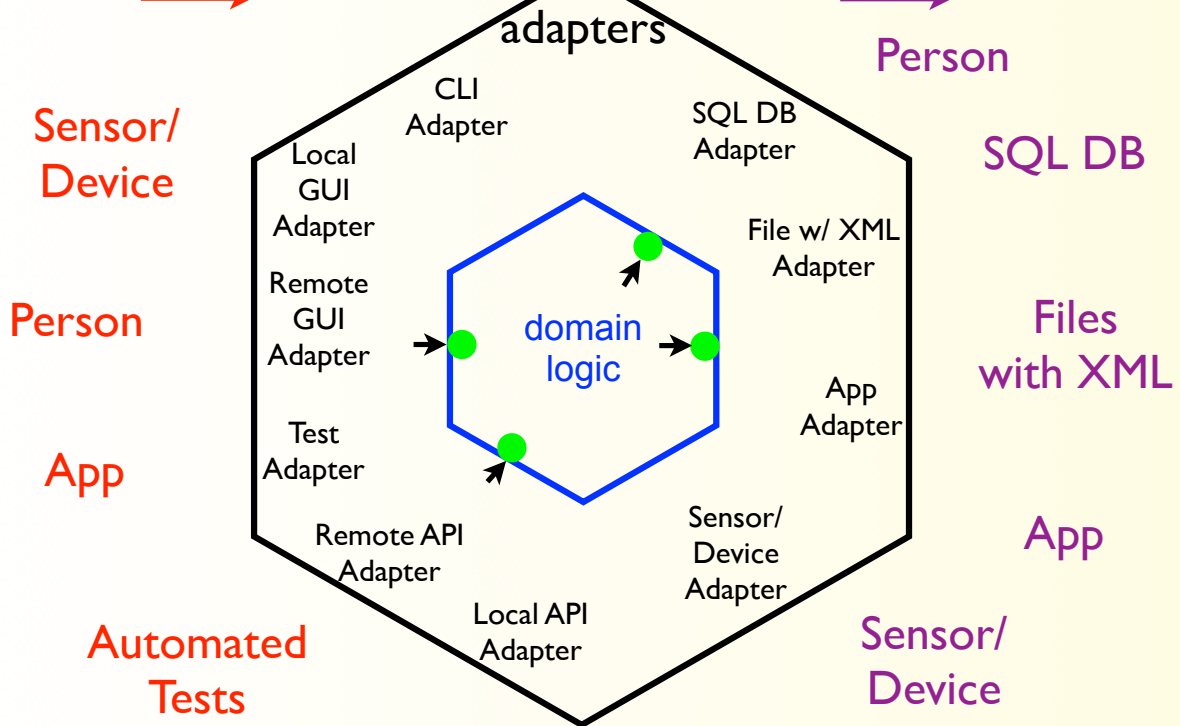 adapters
Person
CLI
Adapter
SQL DB
Adapter
Sensor/
Device
Local
GUI
Adapter
SQL DB
File w/ XML
Adapter
Remote
GUI
Adapter
Person
domain
logic
Files
with XML
App
Adapter
Test
Adapter
App
Remote API
Adapter
Sensor/
Device
Adapter
App
Local API
Adapter
Automated
Tests
Sensor/
Device